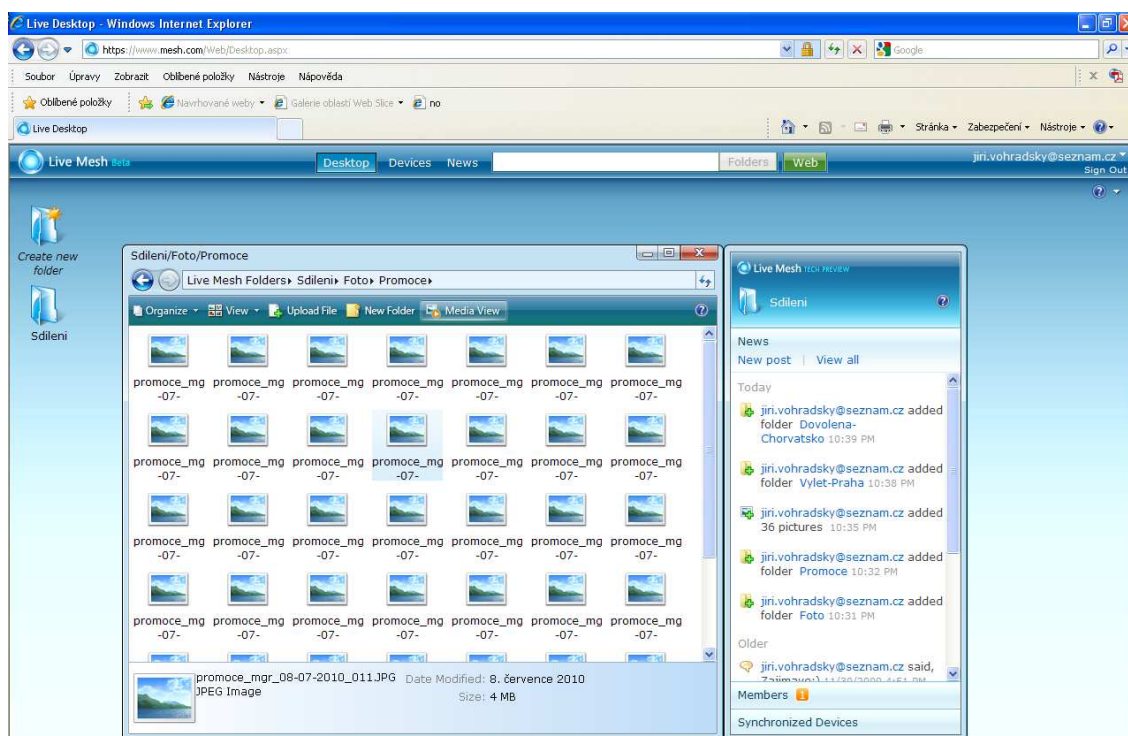 Live Desktop - Windows Internet Explorer
https://www.mesh.com/Web/Desktop.aspx
Google
Soubor Úpravy Zobrazit Oblíbené položky Nástroje Nápověda
Oblíbené položky Navrhované weby Galerie oblastí Web Slice no
Live Desktop
Stránka Zabezpečení Nástroje
Live Mesh Beta
Desktop Devices News
Folders Web
jiri.vohradsky@seznam.cz
Sign Out
Create new
folder
Sdileni
Sdileni/Foto/Promoce
Live Mesh Folders Sdileni Foto Promoce
Organize View Upload File New Folder Media View
promoce_mg promoce_mg promoce_mg promoce_mg promoce_mg promoce_mg promoce_mg
-07- -07- -07- -07- -07- -07- -07-
promoce_mg promoce_mg promoce_mg promoce_mg promoce_mg promoce_mg promoce_mg
-07- -07- -07- -07- -07- -07- -07-
promoce_mg promoce_mg promoce_mg promoce_mg promoce_mg promoce_mg promoce_mg
-07- -07- -07- -07- -07- -07- -07-
promoce_mg promoce_mg promoce_mg promoce_mg promoce_mg promoce_mg promoce_mg
-07- -07- -07- -07- -07- -07- -07-
promoce_mgr_08-07-2010_011.JPG Date Modified: 8. července 2010
JPEG Image Size: 4 MB
Live Mesh TECH PREVIEW
Sdileni
News
New post | View all
Today
jiri.vohradsky@seznam.cz added
folder Dovolena-
Chorvatsko 10:39 PM
jiri.vohradsky@seznam.cz added
folder Vylet-Praha 10:38 PM
jiri.vohradsky@seznam.cz added
36 pictures 10:35 PM
jiri.vohradsky@seznam.cz added
folder Promoce 10:32 PM
jiri.vohradsky@seznam.cz added
folder Foto 10:31 PM
Older
jiri.vohradsky@seznam.cz said,
Members 1
Synchronized Devices